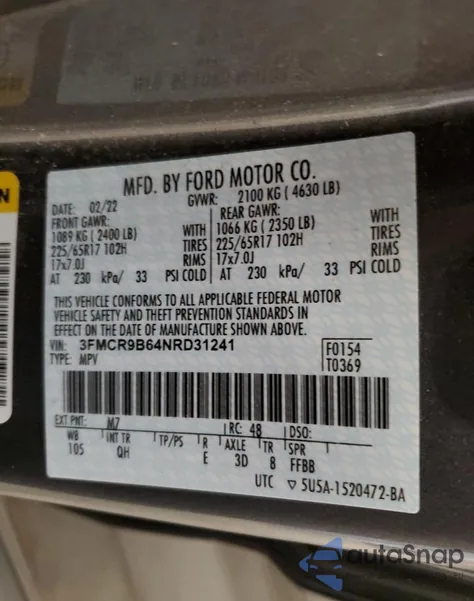 MFD. BY FORD MOTOR CO.
DATE: 02/22 GVWR: 2100 KG ( 4630 LB)
FRONT GAWR: REAR GAWR:
1089 KG ( 2400 LB) WITH 1066 KG ( 2350 LB) WITH
225/65R17 102H TIRES 225/65R17 102H TIRES
17x7.0J RIMS 17x7.0J RIMS
AT 230 kPa/ 33 PSI COLD AT 230 kPa/ 33 PSI COLD
THIS VEHICLE CONFORMS TO ALL APPLICABLE FEDERAL MOTOR
VEHICLE SAFETY AND THEFT PREVENTION STANDARDS IN
EFFECT ON THE DATE OF MANUFACTURE SHOWN ABOVE.
VIN: 3FMCR9B64NRD31241 F0154
TYPE: MPV T0369
EXT PNT: M7 RC: 48 DSO:
WB INT TR TP/PS R AXLE TR SPR
105 QH E 3D 8 FFBB
UTC ▽ 5U5A-1520472-BA
autoSnap